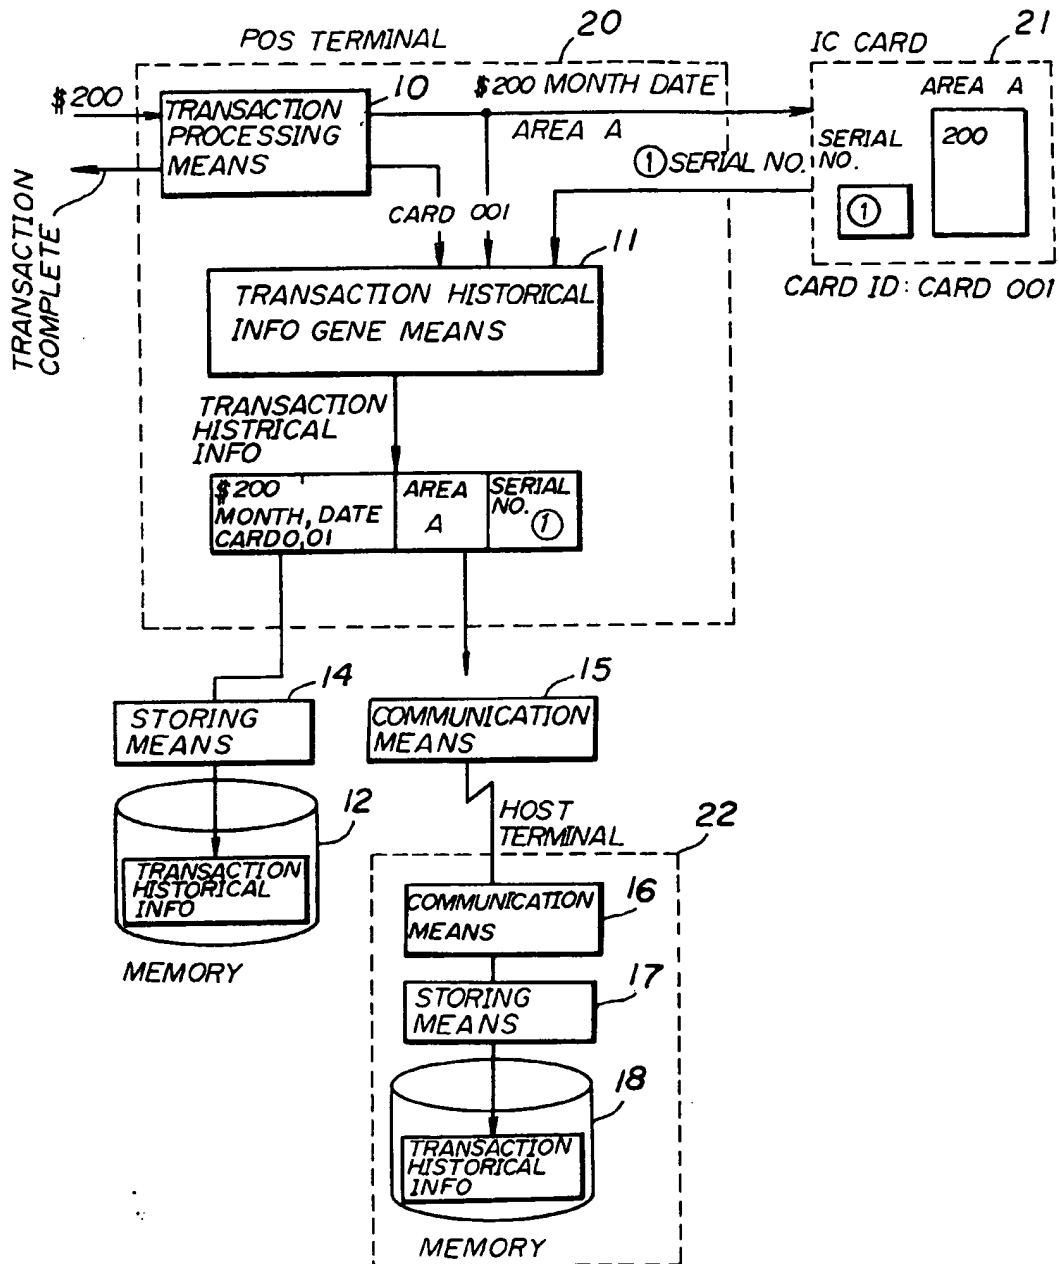 POS TERMINAL
20
IC CARD
21
$200
TRANSACTION
PROCESSING
MEANS
10
$200 MONTH DATE
AREA A
AREA A
200
SERIAL
NO.
①
① SERIAL NO.
CARD 001
TRANSACTION
COMPLETE
CARD ID: CARD 001
11
TRANSACTION HISTORICAL
INFO GENE MEANS
TRANSACTION
HISTRICAL
INFO
$200
MONTH, DATE
CARD0,01
AREA
A
SERIAL
NO.
①
14
STORING
MEANS
15
COMMUNICATION
MEANS
12
TRANSACTION
HISTORICAL
INFO
MEMORY
HOST
TERMINAL
22
COMMUNICATION
MEANS
16
STORING
MEANS
17
18
TRANSACTION
HISTORICAL
INFO
MEMORY